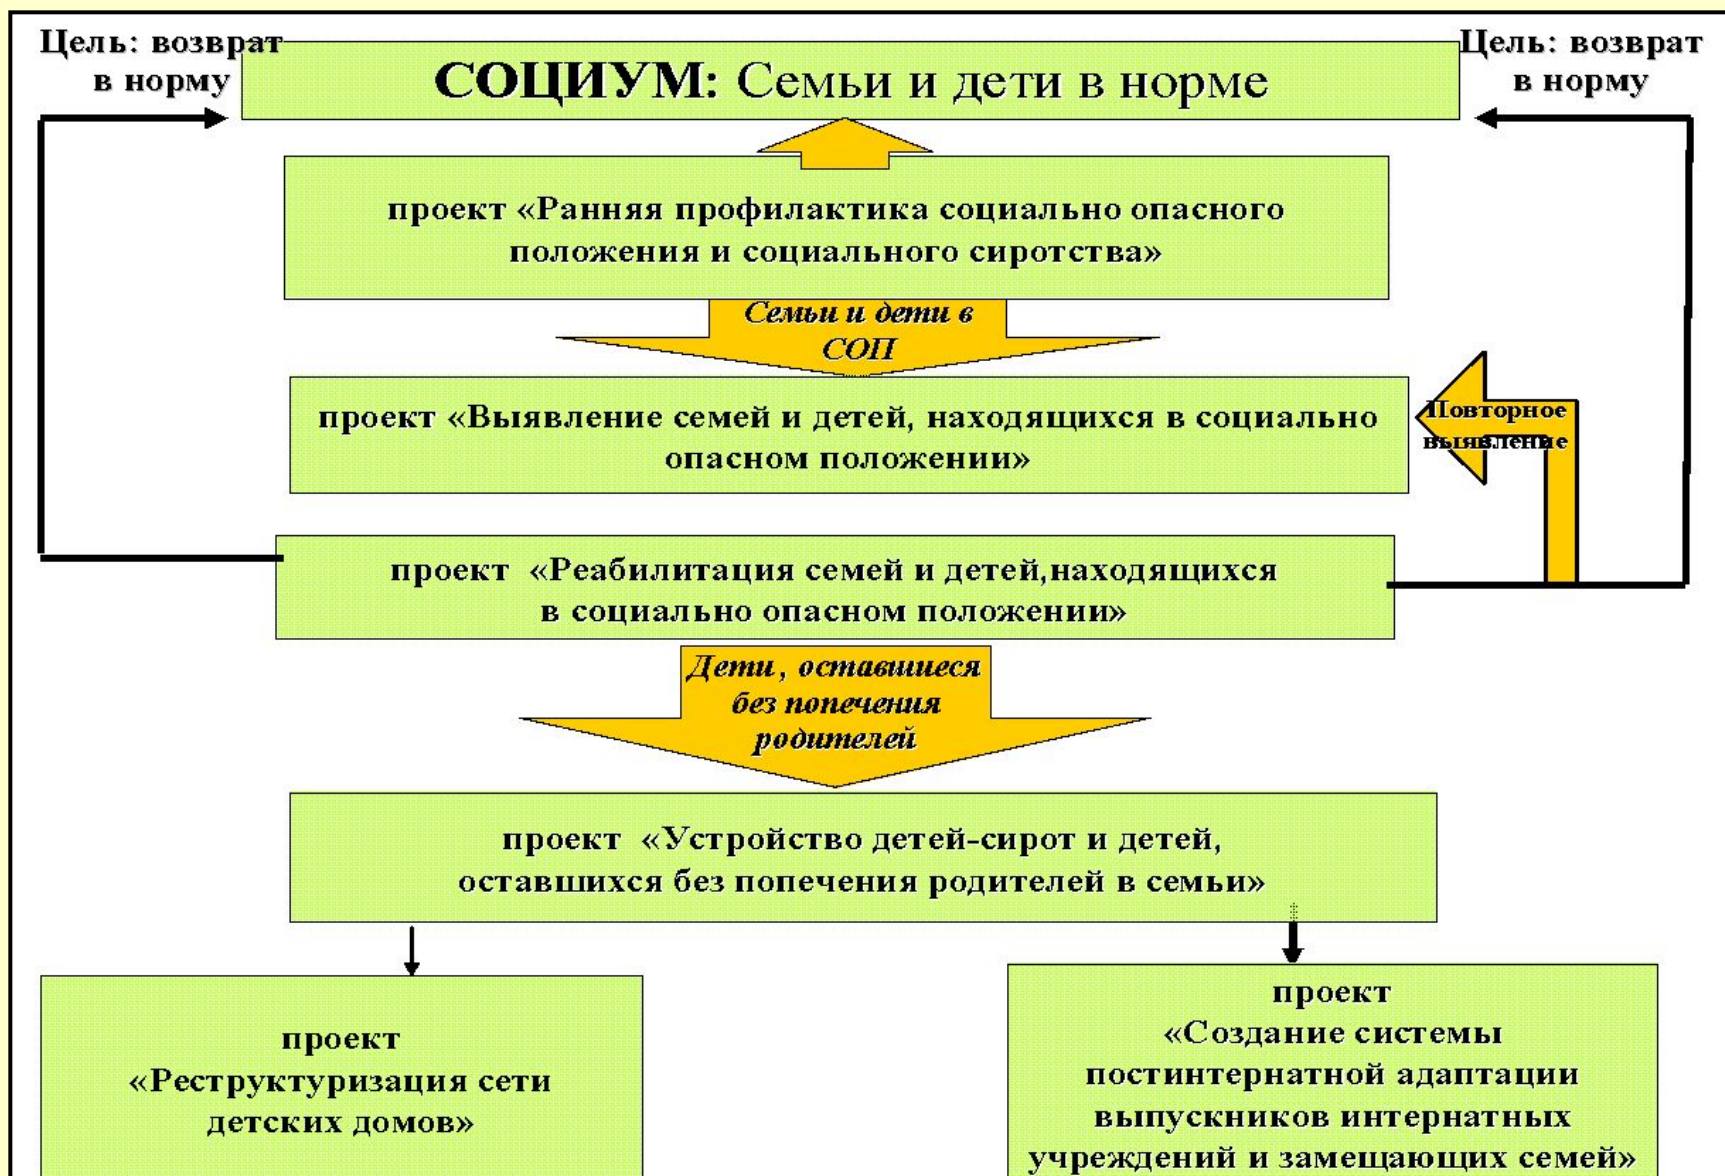 Цель: возврат
в норму
СОЦИУМ: Семьи и дети в норме
Цель: возврат
в норму
проект «Ранняя профилактика социально опасного
положения и социального сиротства»
Семьи и дети в
СОП
проект «Выявление семей и детей, находящихся в социально
опасном положении»
Повторное
выявление
проект «Реабилитация семей и детей,находящихся
в социально опасном положении»
Дети, оставшиеся
без попечения
родителей
проект «Устройство детей-сирот и детей,
оставшихся без попечения родителей в семьи»
проект
«Реструктуризация сети
детских домов»
проект
«Создание системы
постинтернатной адаптации
выпускников интернатных
учреждений и замещающих семей»